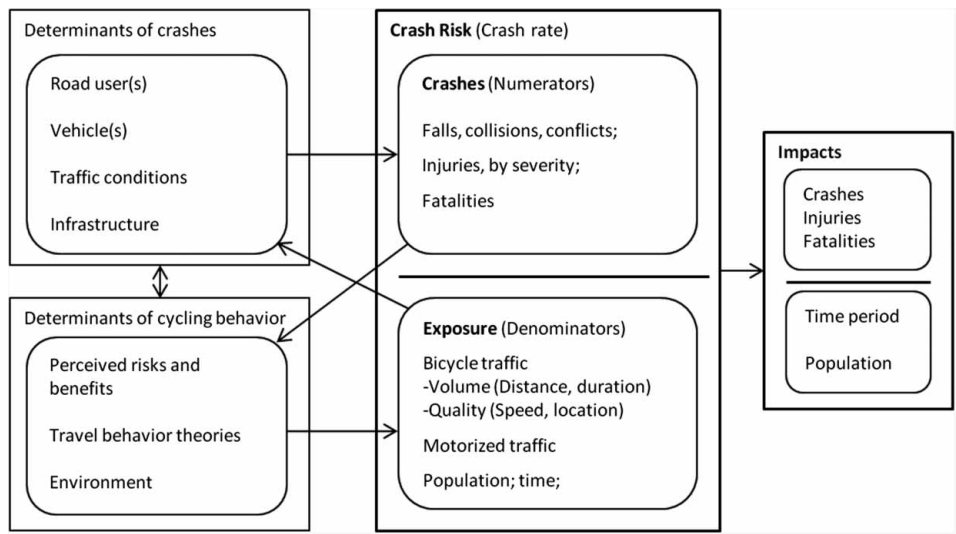 Determinants of crashes
Road user(s)
Vehicle(s)
Traffic conditions
Infrastructure
Determinants of cycling behavior
Perceived risks and
benefits
Travel behavior theories
Environment
Crash Risk (Crash rate)
Crashes (Numerators)
Falls, collisions, conflicts;
Injuries, by severity;
Fatalities
Exposure (Denominators)
Bicycle traffic
-Volume (Distance, duration)
-Quality (Speed, location)
Motorized traffic
Population; time;
Impacts
Crashes
Injuries
Fatalities
Time period
Population